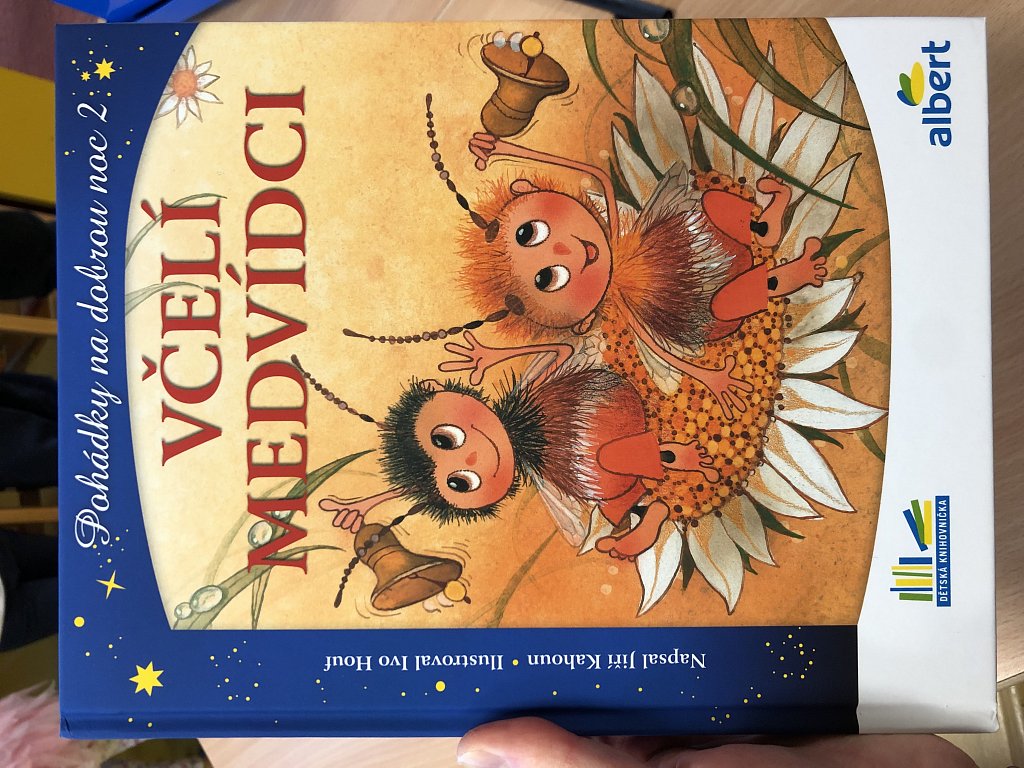 Pohádky na dobrou noc 2
VČELÍ
MEDVÍDCI
Napsal Jiří Kahoun • Ilustroval Ivo Houf
DĚTSKÁ KNIHOVNIČKA
albert